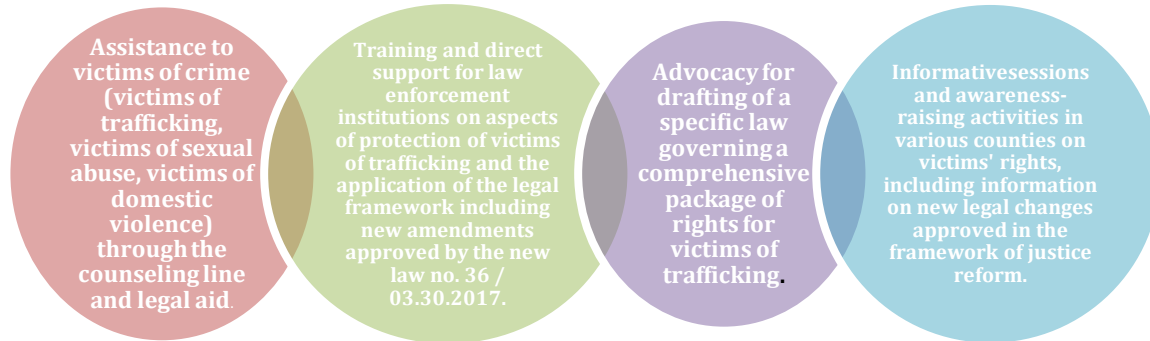 Assistance to
victims of crime
(victims of
trafficking,
victims of sexual
abuse, victims of
domestic
violence)
through the
counseling line
and legal aid.
Training and direct
support for law
enforcement
institutions on aspects
of protection of victims
of trafficking and the
application of the legal
framework including
new amendments
approved by the new
law no. 36 /
03.30.2017.
Advocacy for
drafting of a
specific law
governing a
comprehensive
package of
rights for
victims of
trafficking.
Informativesessions
and awareness-
raising activities in
various counties on
victims' rights,
including information
on new legal changes
approved in the
framework of justice
reform.